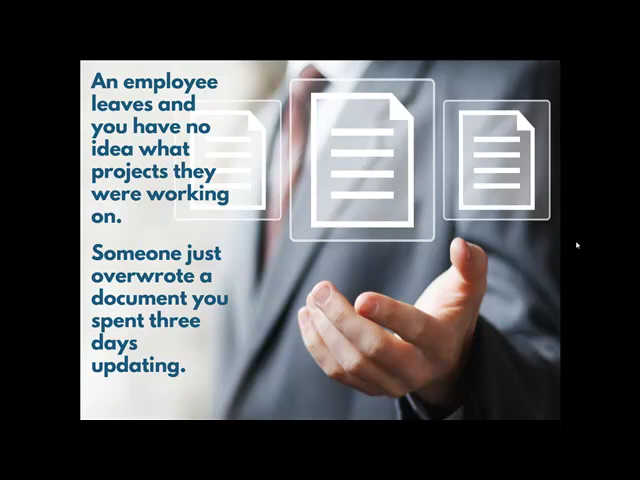 An employee
leaves and
you have no
idea what
projects they
were working
on.
Someone just
overwrote a
document you
spent three
days
updating.